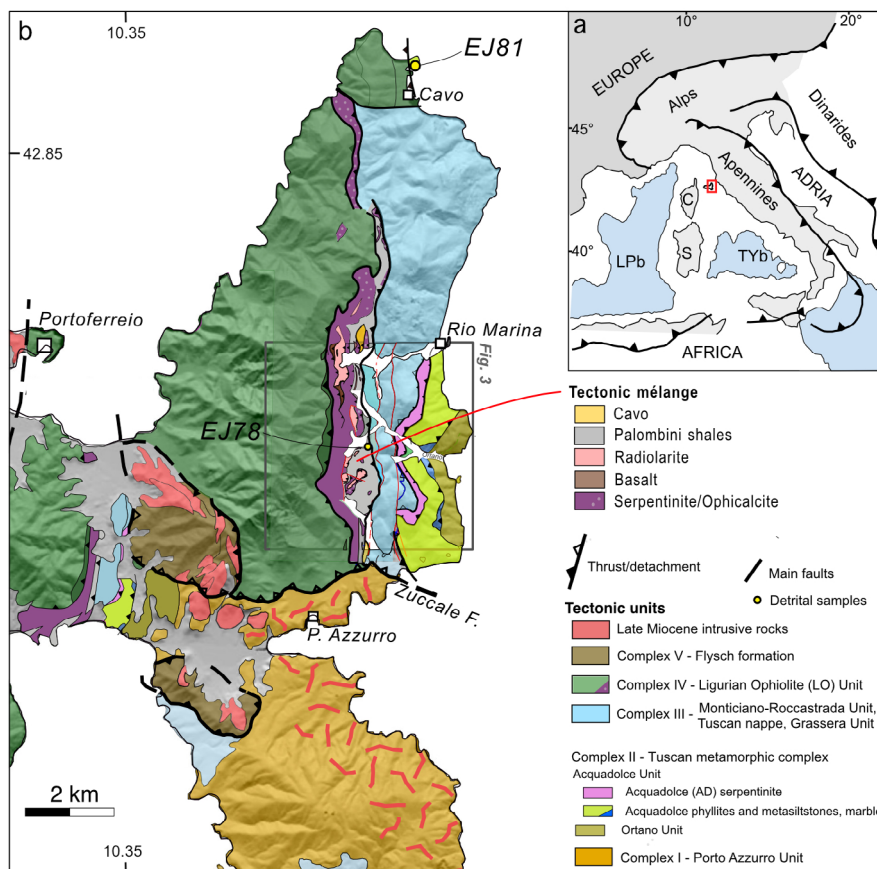 b
10.35
EJ81
Cavo
42.85
Portoferreio
Rio Marina
Fig. 3
EJ78
Ortano
Zuccale F.
P. Azzurro
2 km
10.35
a
10°
20°
EUROPE
Alps
Dinarides
45°
Apennines
ADRIA
C
40°
LPb
S
TYb
AFRICA
Tectonic mélange
Cavo
Palombini shales
Radiolarite
Basalt
Serpentinite/Ophicalcite
Thrust/detachment
Main faults
Detrital samples
Tectonic units
Late Miocene intrusive rocks
Complex V - Flysch formation
Complex IV - Ligurian Ophiolite (LO) Unit
Complex III - Monticiano-Roccastrada Unit,
Tuscan nappe, Grassera Unit
Complex II - Tuscan metamorphic complex
Acquadolce Unit
Acquadolce (AD) serpentinite
Acquadolce phyllites and metasiltstones, marble
Ortano Unit
Complex I - Porto Azzurro Unit